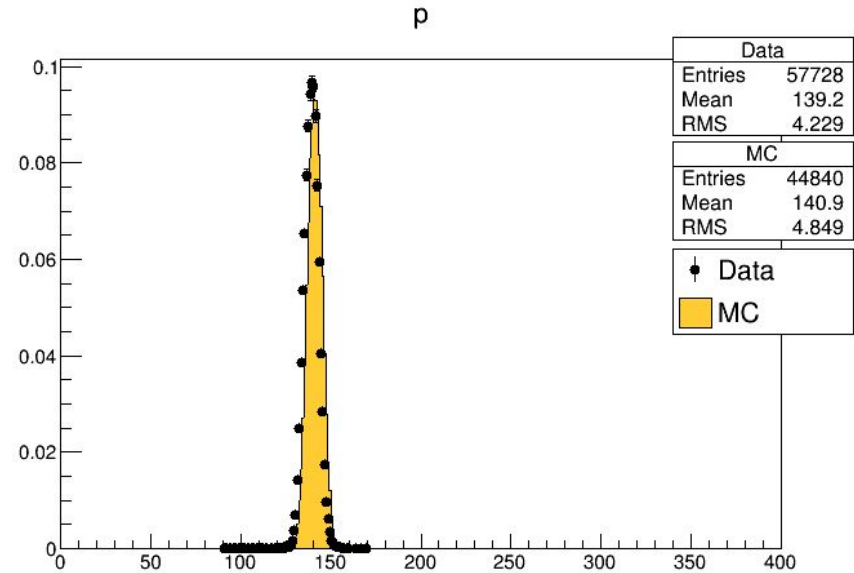 p
Data
Entries 57728
Mean 139.2
RMS 4.229
MC
Entries 44840
Mean 140.9
RMS 4.849
Data
MC
0.1
0.08
0.06
0.04
0.02
0
0 50 100 150 200 250 300 350 400